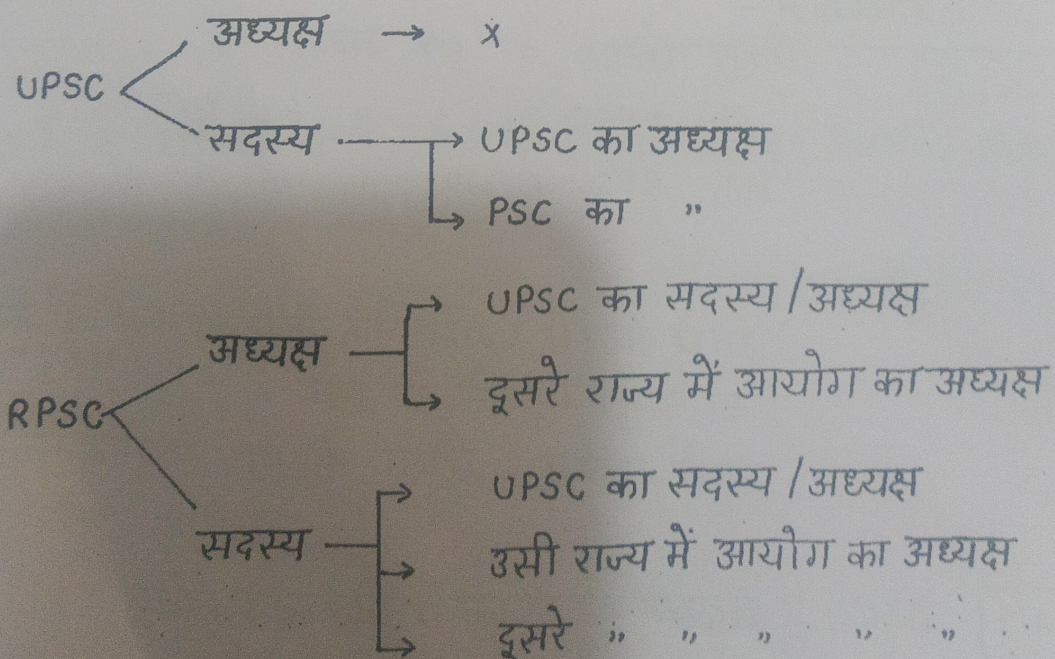 अध्यक्ष → x
UPSC
सदस्य → UPSC का अध्यक्ष
PSC का "
UPSC का सदस्य / अध्यक्ष
अध्यक्ष
दूसरे राज्य में आयोग का अध्यक्ष
RPSC
UPSC का सदस्य / अध्यक्ष
सदस्य
उसी राज्य में आयोग का अध्यक्ष
दूसरे " " " " "